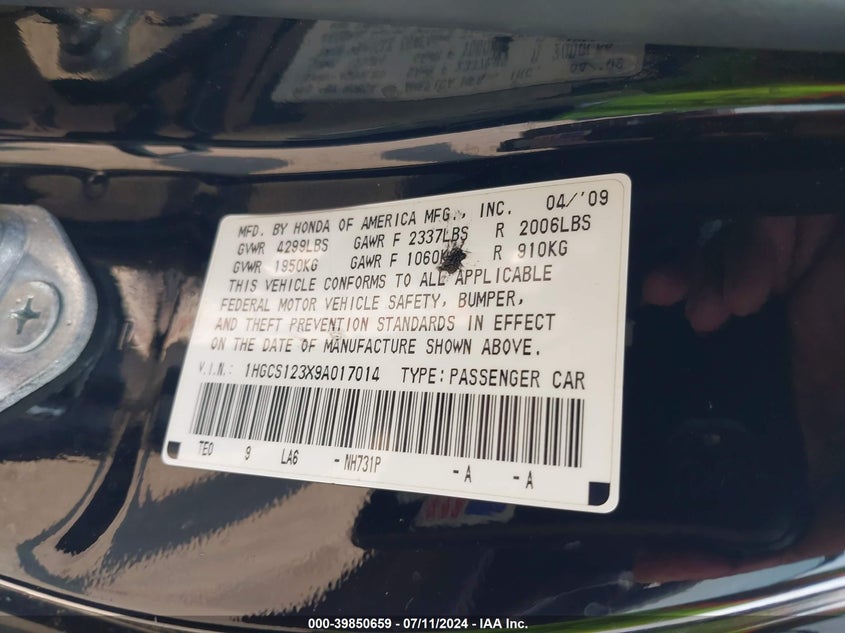 MFD. BY HONDA OF AMERICA MFG., INC. 04/'09
GVWR 4299LBS GAWR F 2337LBS R 2006LBS
GVWR 1950KG GAWR F 1060KG R 910KG
THIS VEHICLE CONFORMS TO ALL APPLICABLE
FEDERAL MOTOR VEHICLE SAFETY, BUMPER,
AND THEFT PREVENTION STANDARDS IN EFFECT
ON THE DATE OF MANUFACTURE SHOWN ABOVE.
V.I.N.: 1HGCS123X9A017014 TYPE: PASSENGER CAR
TE0 9 LA6 -NH731P -A -A
000-39850659 - 07/11/2024 - IAA Inc.